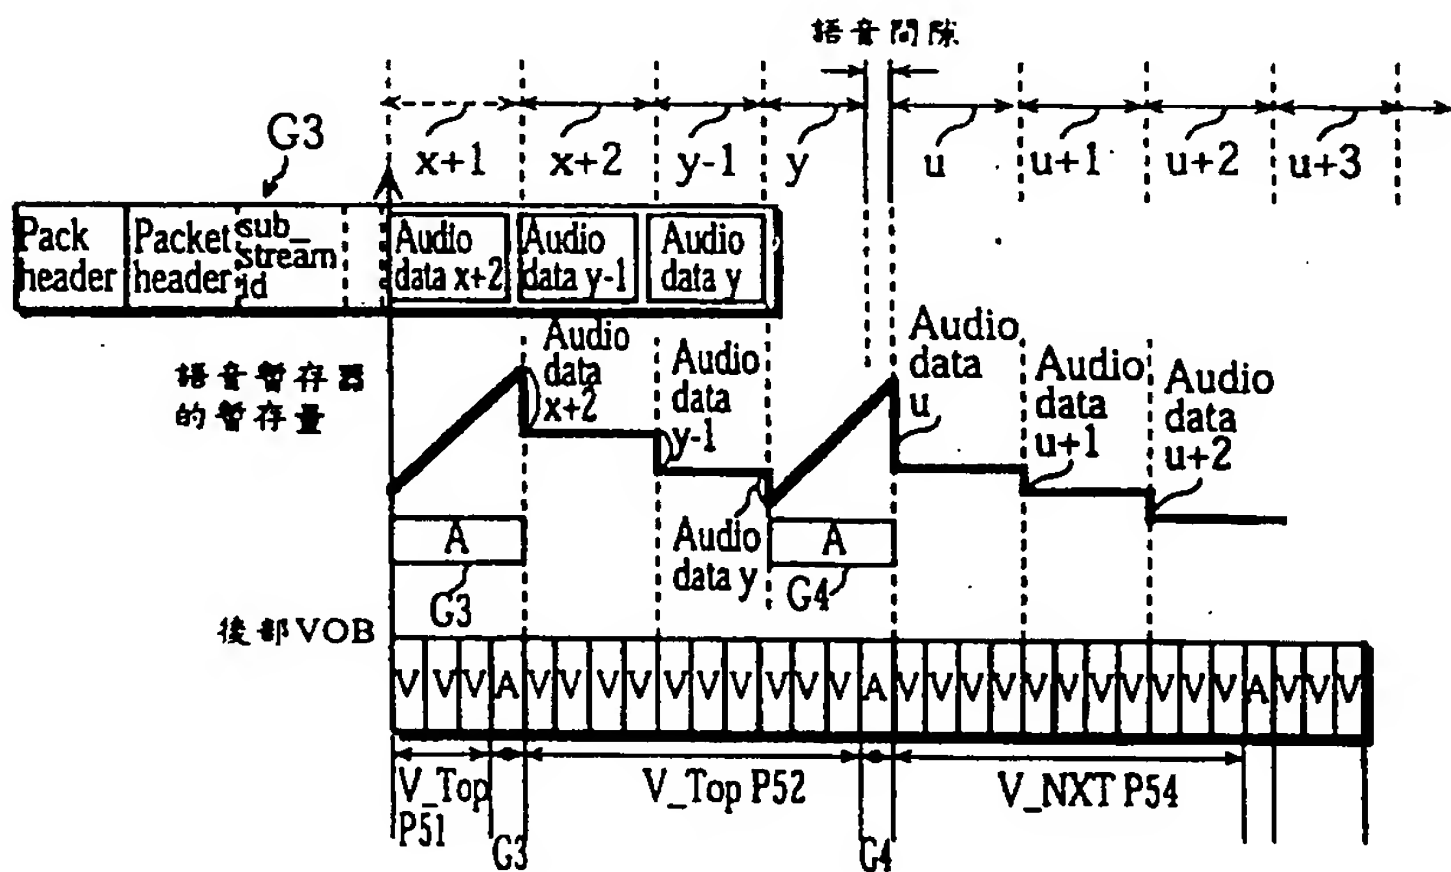 語音間隙
G3
x+1 x+2 y-1 y u u+1 u+2 u+3
Pack header
Packet header
sub_stream id
Audio data x+2
Audio data y-1
Audio data y
語音暫存器
的暫存量
Audio data x+2
Audio data y-1
Audio data y
Audio data u
Audio data u+1
Audio data u+2
A
G3
A
G4
後部VOB
V V V A V V V V V V V V V V A V V V V V V V V V V V A V V V
V_Top P51
G3
V_Top P52
G4
V_NXT P54